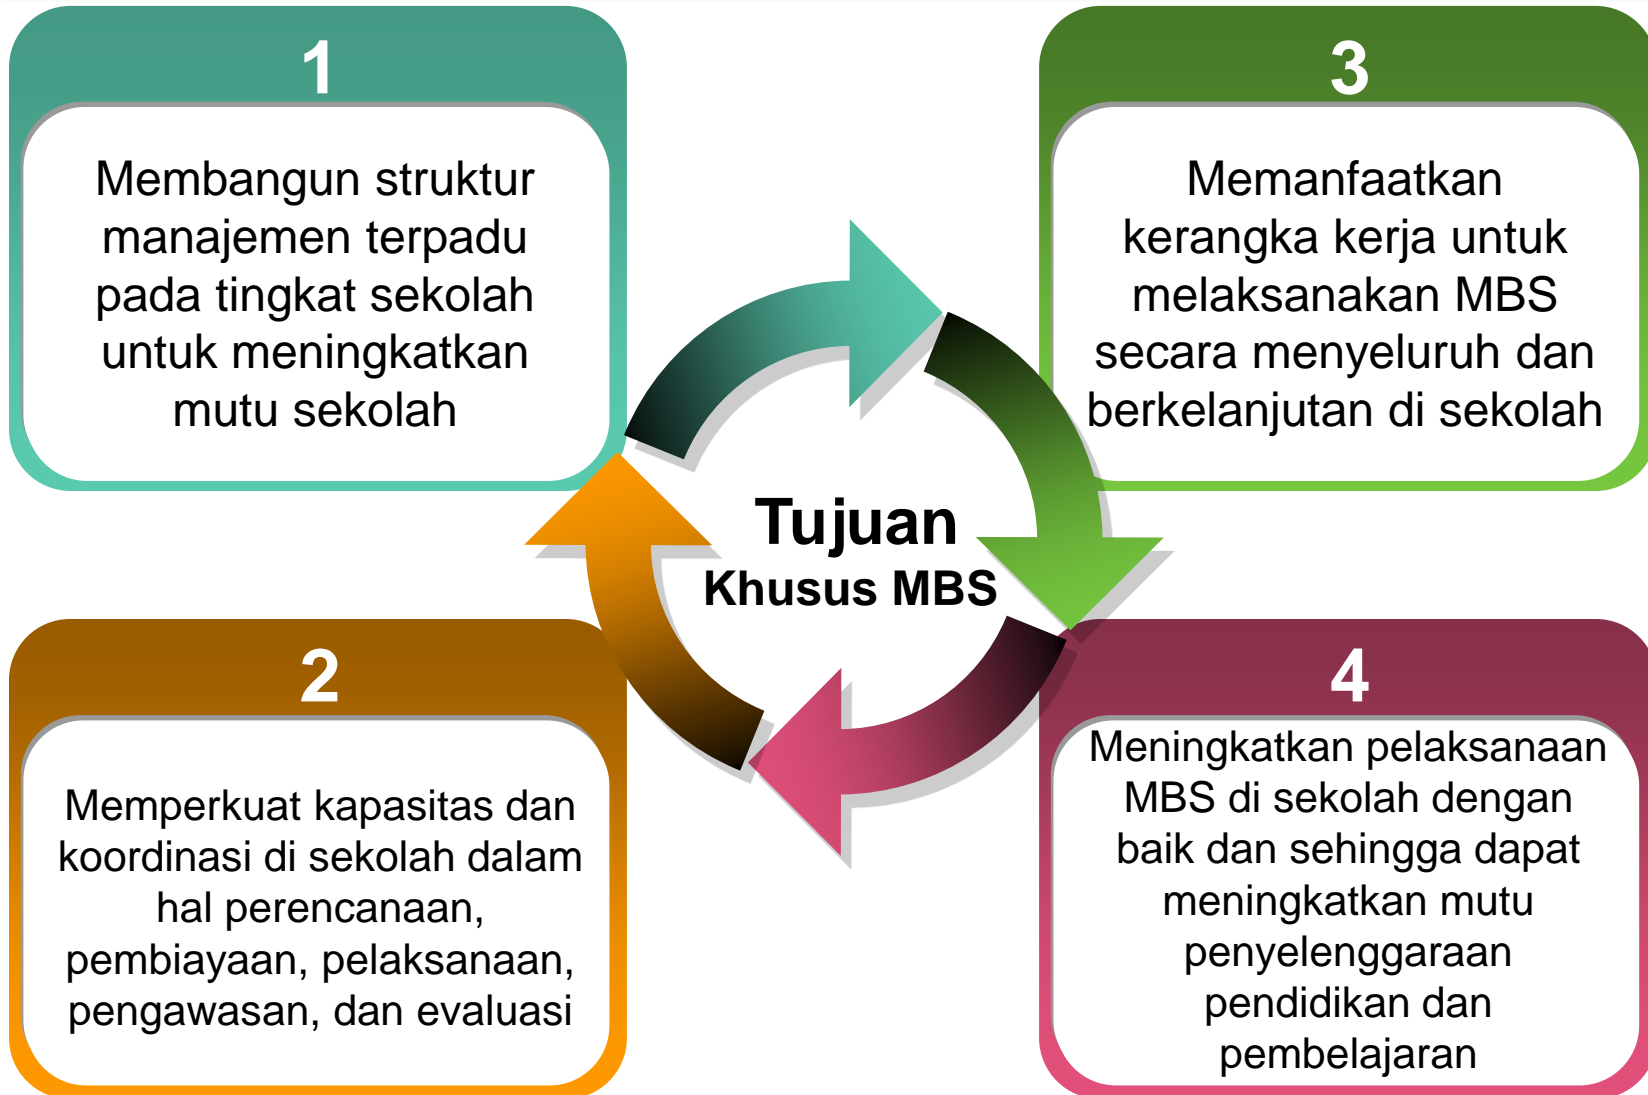 1
Membangun struktur
manajemen terpadu
pada tingkat sekolah
untuk meningkatkan
mutu sekolah
3
Memanfaatkan
kerangka kerja untuk
melaksanakan MBS
secara menyeluruh dan
berkelanjutan di sekolah
Tujuan
Khusus MBS
2
Memperkuat kapasitas dan
koordinasi di sekolah dalam
hal perencanaan,
pembiayaan, pelaksanaan,
pengawasan, dan evaluasi
4
Meningkatkan pelaksanaan
MBS di sekolah dengan
baik dan sehingga dapat
meningkatkan mutu
penyelenggaraan
pendidikan dan
pembelajaran